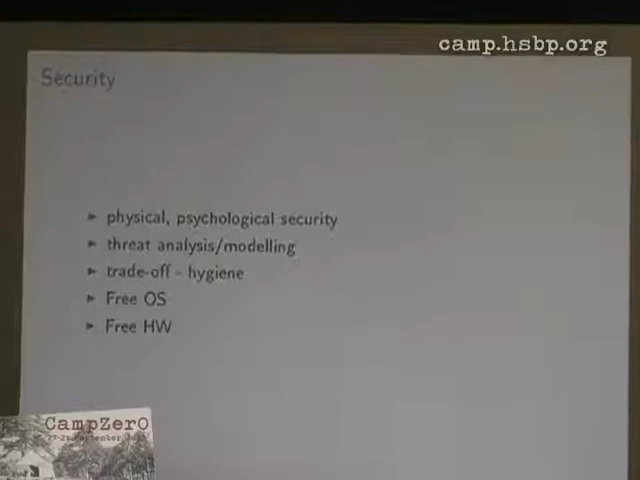 camp.hsbp.org
Security
► physical, psychological security
► threat analysis/modelling
► trade-off - hygiene
► Free OS
► Free HW
CampZer0